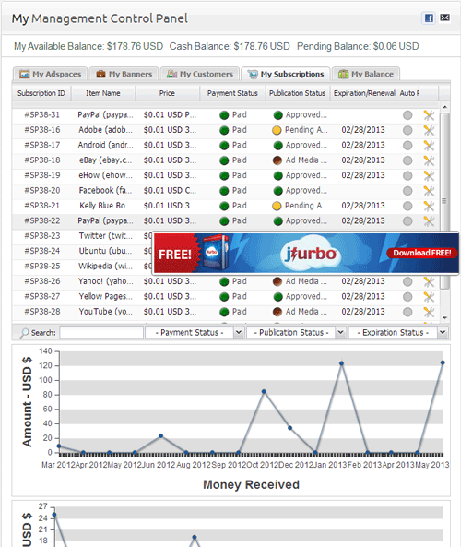 My Management Control Panel
My Available Balance: $178.76 USD Cash Balance: $178.76 USD Pending Balance: $0.06 USD
My Adspaces My Banners My Customers My Subscriptions My Balance
Subscription ID Item Name Price Payment Status Publication Status Expiration/Renewal Auto F
#SP38-31 PayPal (paypa... $0.01 USD P... Paid Approved...
#SP38-16 Adobe (adob... $0.01 USD 3... Paid Pending A... 02/28/2013
#SP38-17 Android (andr... $0.01 USD 3... Paid Approved... 02/28/2013
#SP38-18 eBay (ebay.c... $0.01 USD 3... Paid Ad Media ... 02/28/2013
#SP38-19 eHow (ehow... $0.01 USD 3... Paid Approved... 02/28/2013
#SP38-20 Facebook (fa... $0.01 USD C... Paid Approved...
#SP38-21 Kelly Blue Bo... $0.01 USD 3... Paid Pending A... 02/28/2013
#SP38-22 PayPal (paypa... $0.01 USD 3... Paid Approved... 02/28/2013
#SP38-23 Twitter (twit...
#SP38-24 Ubuntu (ubu...
#SP38-25 Wikipedia (wi...
FREE! turbo jfurbo Download FREE!
#SP38-26 Yahoo! (yaho... $0.01 USD 3... Paid Ad Media ... 02/28/2013
#SP38-27 Yellow Pages... $0.01 USD 3... Paid Approved... 02/28/2013
#SP38-28 YouTube (yo... $0.01 USD 3... Paid Ad Media ... 02/28/2013
Search: - Payment Status - - Publication Status - - Expiration Status -
140
120
100
80
60
40
20
0
Amount - USD $
Mar 2012 Apr 2012 May 2012 Jun 2012 Aug 2012 Sep 2012 Oct 2012 Dec 2012 Jan 2013 Feb 2013 Apr 2013 May 2013
Money Received
27
24
21
18
USD $